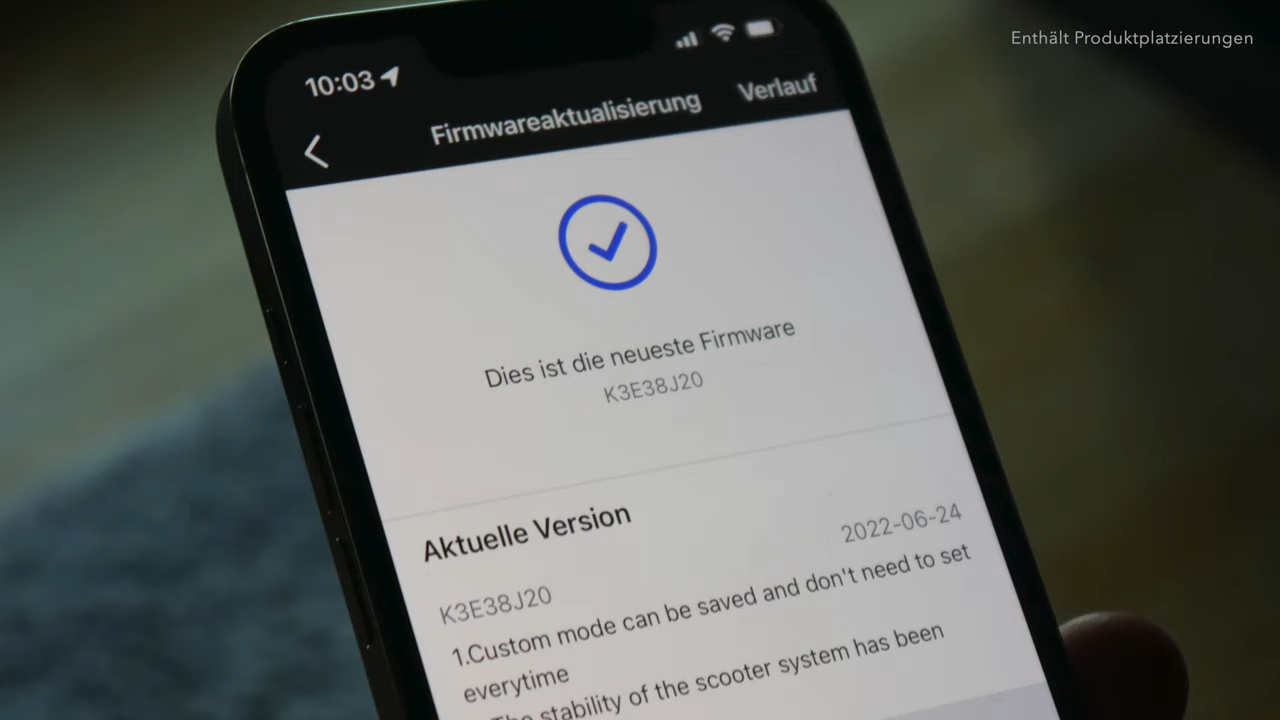 Enthält Produktplatzierungen
10:03
Firmwareaktualisierung
Verlauf
Dies ist die neueste Firmware
K3E38J20
Aktuelle Version
2022-06-24
K3E38J20
1.Custom mode can be saved and don't need to set
everytime
The stability of the scooter system has been